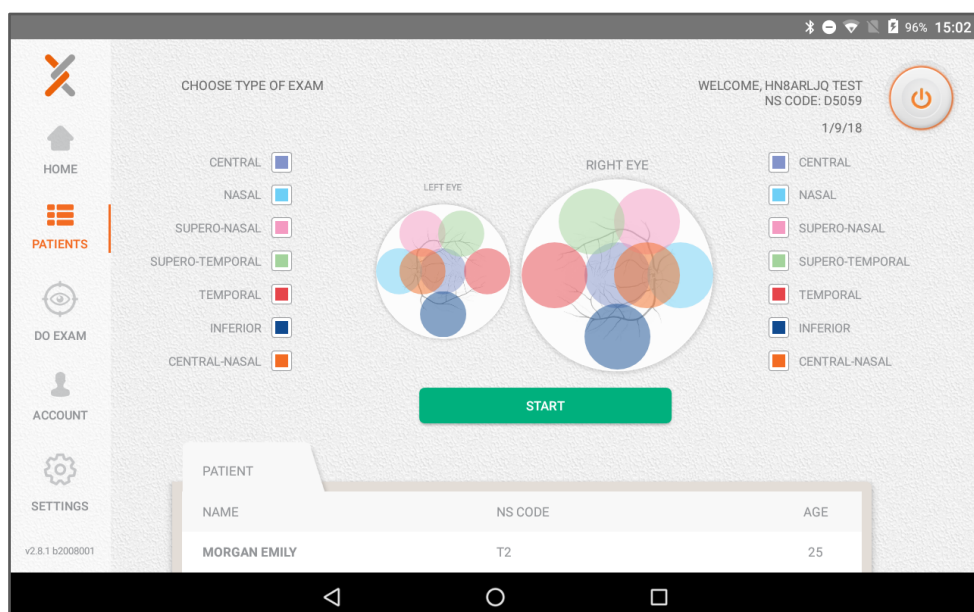 96% 15:02
CHOOSE TYPE OF EXAM
WELCOME, HN8ARLJQ TEST
NS CODE: D5059
1/9/18
HOME
PATIENTS
DO EXAM
ACCOUNT
SETTINGS
v2.8.1 b2008001
CENTRAL
NASAL
SUPERO-NASAL
SUPERO-TEMPORAL
TEMPORAL
INFERIOR
CENTRAL-NASAL
LEFT EYE
RIGHT EYE
CENTRAL
NASAL
SUPERO-NASAL
SUPERO-TEMPORAL
TEMPORAL
INFERIOR
CENTRAL-NASAL
START
PATIENT
NAME NS CODE AGE
MORGAN EMILY T2 25